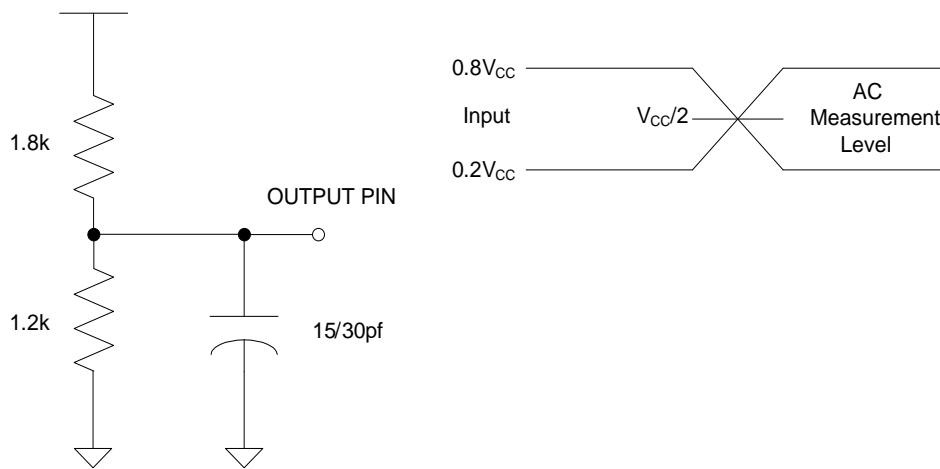 1.8k
OUTPUT PIN
1.2k
15/30pf
0.8VCC
Input
VCC/2
0.2VCC
AC
Measurement
Level